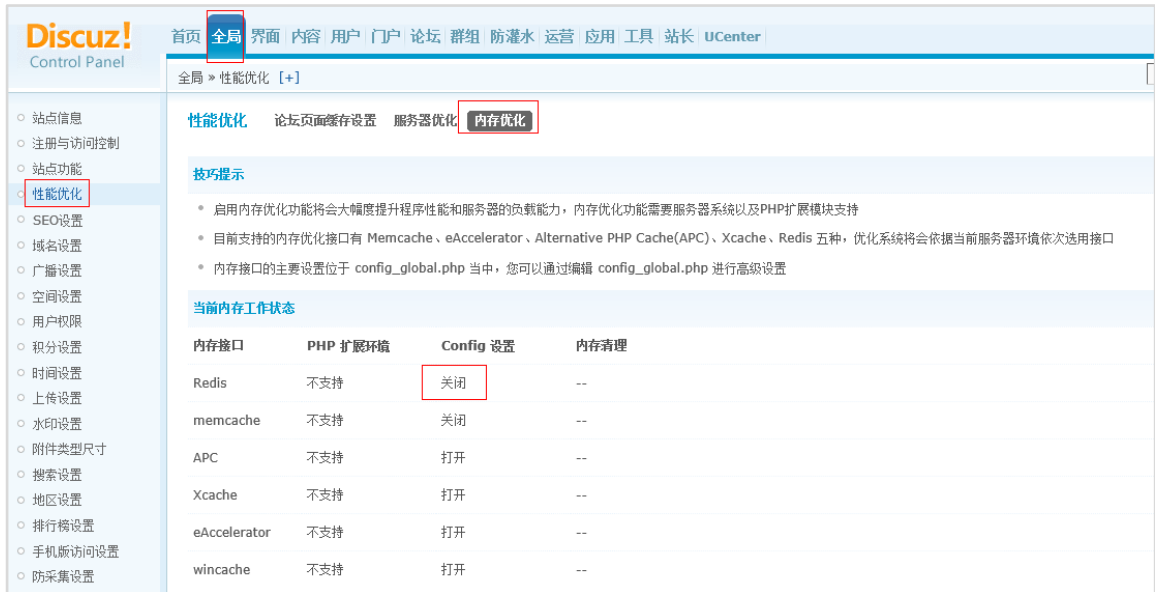 Discuz!
Control Panel
首页 全局 界面 内容 用户 门户 论坛 群组 防灌水 运营 应用 工具 站长 UCenter
全局 » 性能优化 [+]
站点信息
注册与访问控制
站点功能
性能优化
SEO设置
域名设置
广播设置
空间设置
用户权限
积分设置
时间设置
上传设置
水印设置
附件类型尺寸
搜索设置
地区设置
排行榜设置
手机版访问设置
防采集设置
性能优化 论坛页面缓存设置 服务器优化 内存优化
技巧提示
启用内存优化功能将会大幅度提升程序性能和服务器的负载能力，内存优化功能需要服务器系统以及PHP扩展模块支持
目前支持的内存优化接口有 Memcache、eAccelerator、Alternative PHP Cache(APC)、Xcache、Redis 五种，优化系统将会依据当前服务器环境依次选用接口
内存接口的主要设置位于 config_global.php 当中，您可以通过编辑 config_global.php 进行高级设置
当前内存工作状态
内存接口 PHP 扩展环境 Config 设置 内存清理
Redis 不支持 关闭 --
memcache 不支持 关闭 --
APC 不支持 打开 --
Xcache 不支持 打开 --
eAccelerator 不支持 打开 --
wincache 不支持 打开 --